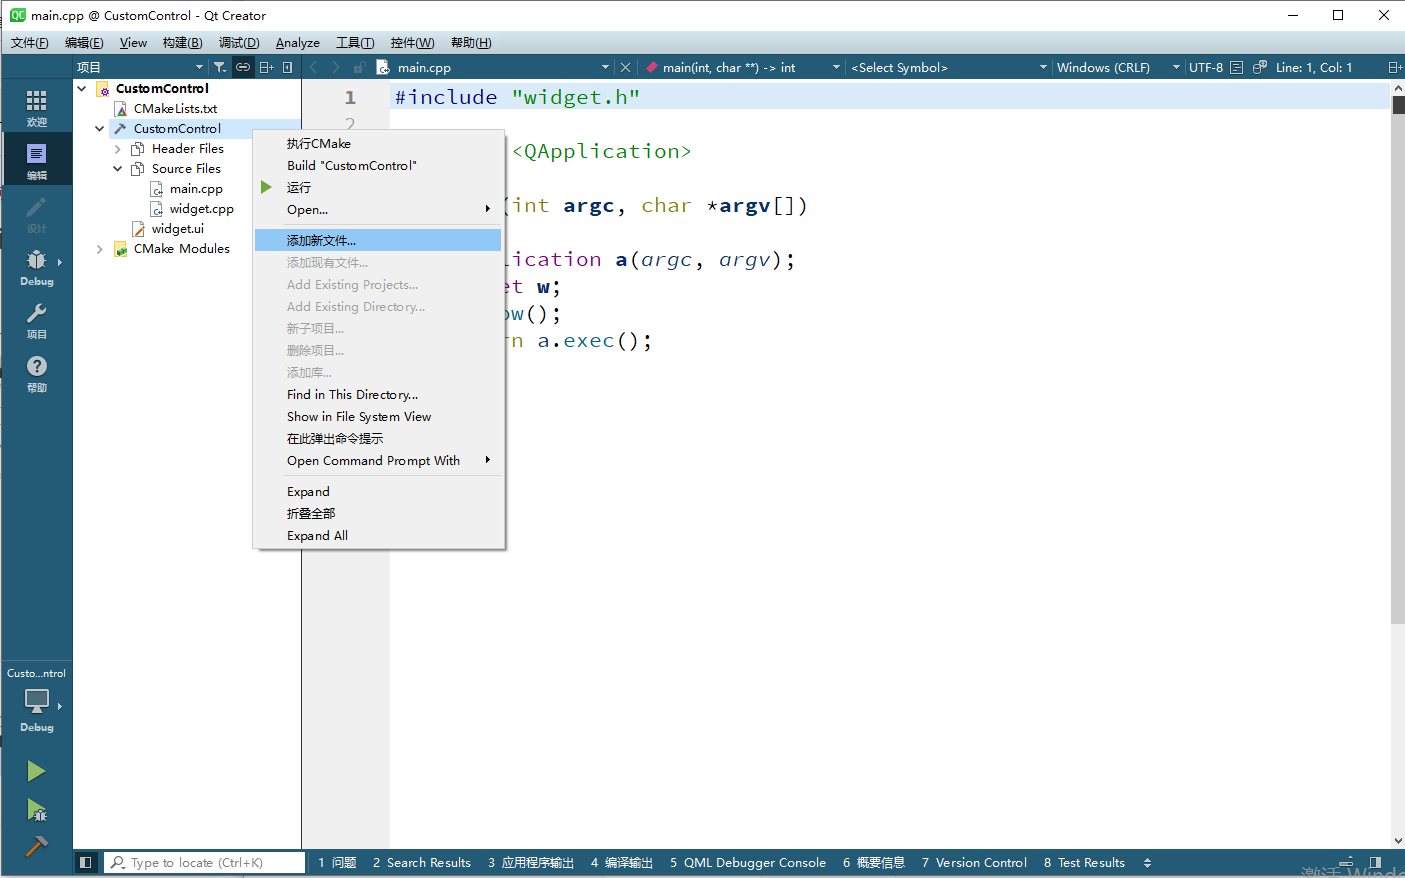 main.cpp @ CustomControl - Qt Creator
文件(F) 编辑(E) View 构建(B) 调试(D) Analyze 工具(T) 控件(W) 帮助(H)
项目 main.cpp main(int, char **) -> int <Select Symbol> Windows (CRLF) UTF-8 Line: 1, Col: 1
欢迎
编辑
设计
Debug
项目
帮助
Custo...ntrol
Debug
CustomControl
CMakeLists.txt
CustomControl
Header Files
Source Files
main.cpp
widget.cpp
widget.ui
CMake Modules
执行CMake
Build "CustomControl"
运行
Open...
添加新文件...
添加现有文件...
Add Existing Projects...
Add Existing Directory...
新子项目...
删除项目...
添加库...
Find in This Directory...
Show in File System View
在此弹出命令提示
Open Command Prompt With
Expand
折叠全部
Expand All
1 #include "widget.h"
2
<QApplication>
(int argc, char *argv[])
lication a(argc, argv);
et w;
ow();
rn a.exec();
Type to locate (Ctrl+K) 1 问题 2 Search Results 3 应用程序输出 4 编译输出 5 QML Debugger Console 6 概要信息 7 Version Control 8 Test Results